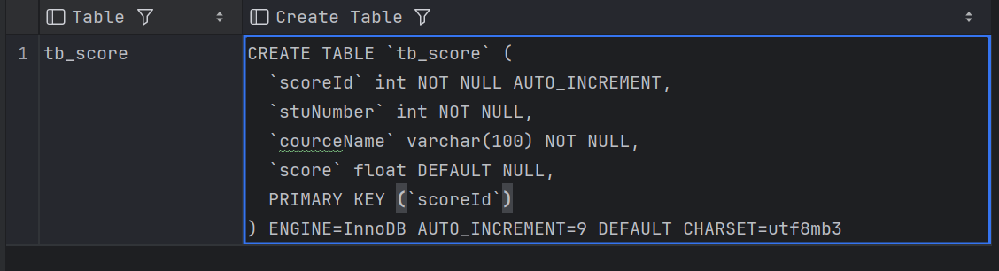 Table Create Table
1 tb_score CREATE TABLE `tb_score` (
`scoreId` int NOT NULL AUTO_INCREMENT,
`stuNumber` int NOT NULL,
`courceName` varchar(100) NOT NULL,
`score` float DEFAULT NULL,
PRIMARY KEY (`scoreId`)
) ENGINE=InnoDB AUTO_INCREMENT=9 DEFAULT CHARSET=utf8mb3